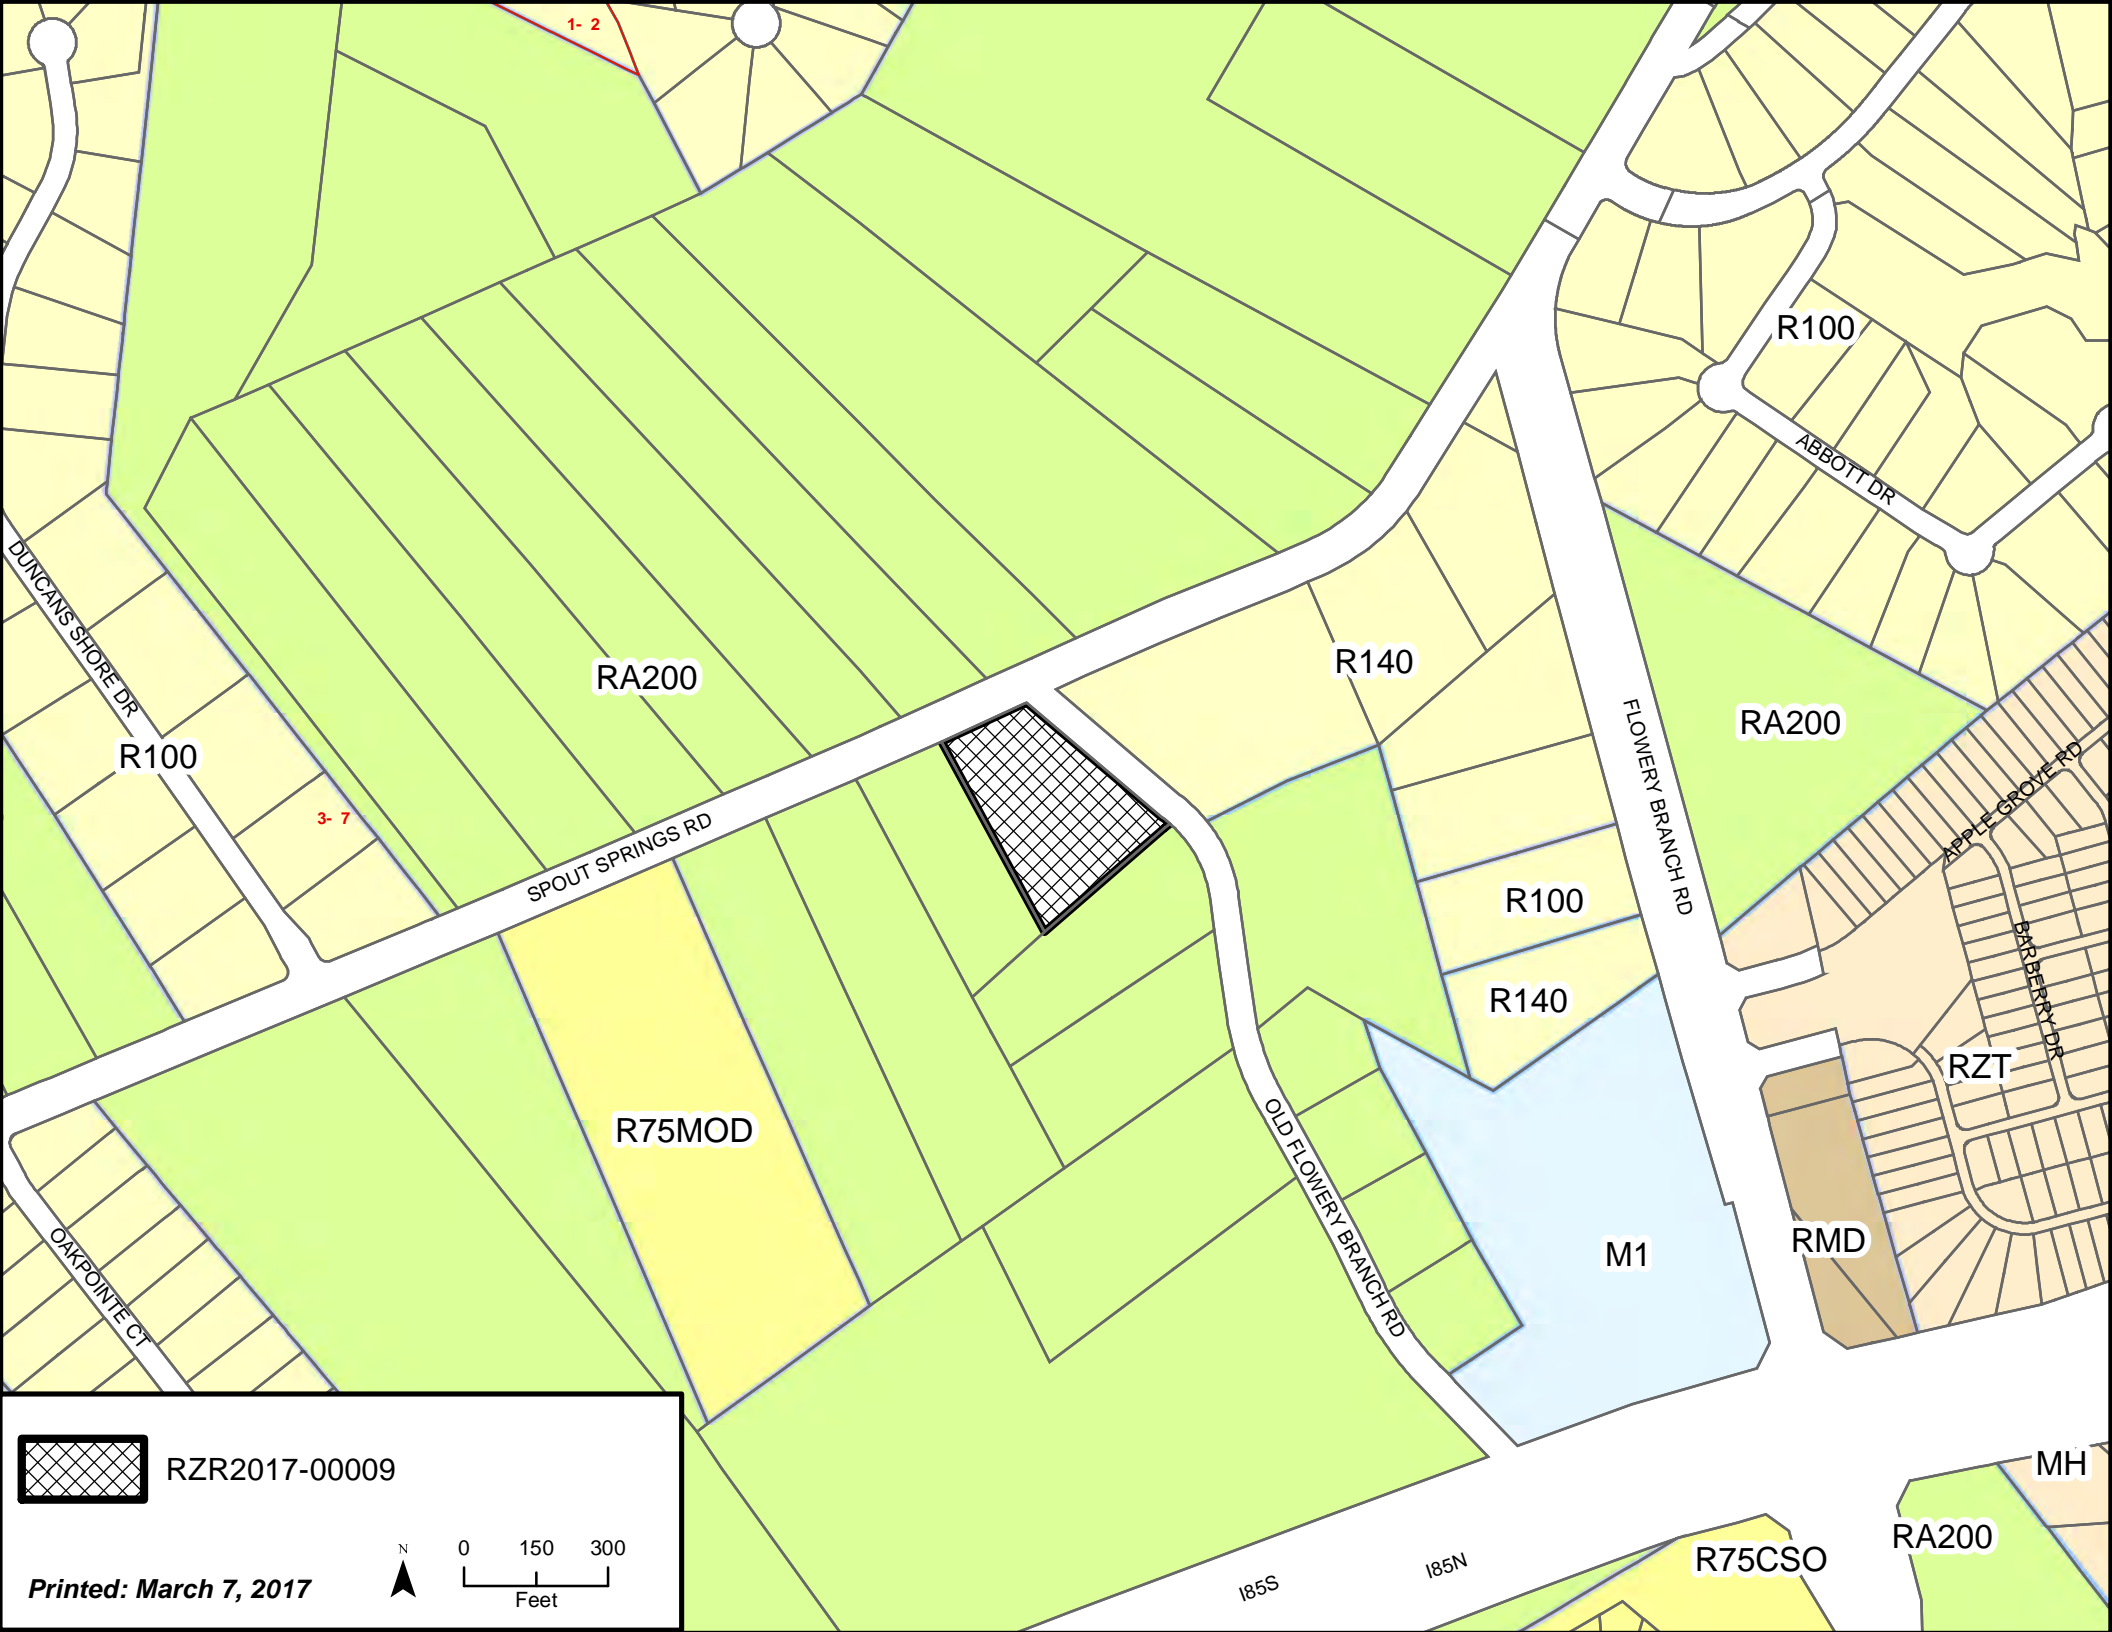 1- 2
R100
ABBOTT DR
DUNCANS SHORE DR
RA200
R140
FLOWERY BRANCH RD
RA200
R100
3- 7
SPOUT SPRINGS RD
APPLE GROVE RD
R100
BARBERRY DR
R140
RZT
R75MOD
OLD FLOWERY BRANCH RD
OAKPOINTE CT
RMD
M1
MH
RZR2017-00009
RA200
R75CSO
I85N
I85S
N
0 150 300
Feet
Printed: March 7, 2017